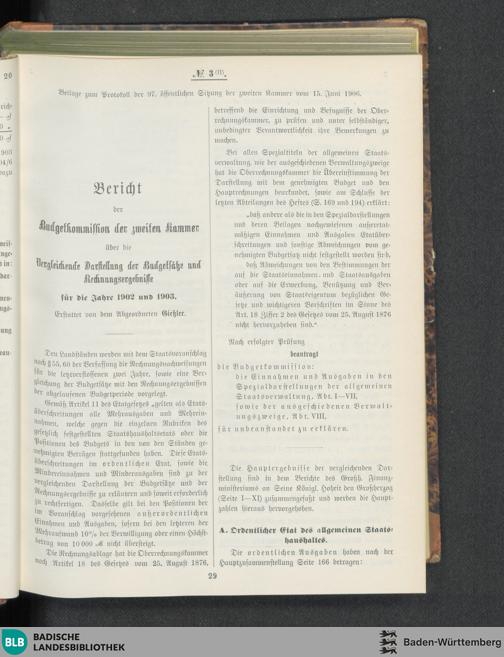 № 3 (11).
Beilage zum Protokoll der 97. öffentlichen Sitzung der zweiten Kammer vom 15. Juni 1906.
Bericht
der
Budgetkommission der zweiten Kammer
über die
Vergleichende Darstellung der Budgetsätze und
Rechnungsergebnisse
für die Jahre 1902 und 1903.
Erstattet von dem Abgeordneten Gießler.
Den Landständen werden mit dem Staatsvoranschlag
nach § 55, 60 der Verfassung die Rechnungsnachweisungen
für die letztverflossenen zwei Jahre, sowie eine Ver-
gleichung der Budgetsätze mit den Rechnungsergebnissen
der abgelaufenen Budgetperiode vorgelegt.
Gemäß Artikel 11 des Etatgesetzes „gelten als Etats-
überschreitungen alle Mehrausgaben und Mehrein-
nahmen, welche gegen die einzelnen Rubriken des
gesetzlich festgestellten Staatshaushaltsetats oder die
Positionen des Budgets in den von den Ständen ge-
nehmigten Beträgen stattgefunden haben. Diese Etats-
überschreitungen im ordentlichen Etat, sowie die
Mindereinnahmen und Minderausgaben sind zu der
vergleichenden Darstellung der Budgetsätze und der
Rechnungsergebnisse zu erläutern und soweit erforderlich
zu rechtfertigen. Dasselbe gilt bei den Positionen der
im Voranschlag vorgesehenen außerordentlichen
Einnahmen und Ausgaben, sofern bei den letzteren der
Mehraufwand 10% der Bewilligung oder einen Höchst-
betrag von 10 000 ℳ nicht übersteigt.
Die Rechnungsablage hat die Oberrechnungskammer
nach Artikel 18 des Gesetzes vom 25. August 1876,
betreffend die Einrichtung und Befugnisse der Ober-
rechnungskammer, zu prüfen und unter selbständiger,
unbedingter Verantwortlichkeit ihre Bemerkungen zu
machen.
Bei allen Spezialtiteln der allgemeinen Staats-
verwaltung, wie der ausgeschiedenen Verwaltungszweige
hat die Oberrechnungskammer die Übereinstimmung der
Darstellung mit dem genehmigten Budget und den
Hauptrechnungen beurkundet, sowie am Schlusse der
letzten Abteilungen des Heftes (S. 169 und 194) erklärt:
„daß andere als die in den Spezialdarstellungen
und deren Beilagen nachgewiesenen außeretat-
mäßigen Einnahmen und Ausgaben Etatüber-
schreitungen und sonstige Abweichungen vom ge-
nehmigten Budgetsatz nicht festgestellt worden sind,
daß Abweichungen von den Bestimmungen der
auf die Staatseinnahmen und Staatsausgaben
oder auf die Erwerbung, Benützung und Ver-
äußerung von Staatseigentum bezüglichen Ge-
setze und wichtigeren Vorschriften im Sinne des
Art. 18 Ziffer 2 des Gesetzes vom 25. August 1876
nicht hervorzuheben sind."
Nach erfolgter Prüfung
beantragt
die Budgetkommission:
die Einnahmen und Ausgaben in den
Spezialdarstellungen der allgemeinen
Staatsverwaltung, Abt. I—VII,
sowie der ausgeschiedenen Verwalt-
ungszweige, Abt. VIII,
für unbeanstandet zu erklären.
Die Hauptergebnisse der vergleichenden Dar-
stellung sind in dem Berichte des Großh. Finanz-
ministeriums an Seine Königl. Hoheit den Großherzog
(Seite I—XI) zusammengefaßt und werden die Haupt-
zahlen hieraus hervorgehoben.
A. Ordentlicher Etat des allgemeinen Staats-
haushaltes.
Die ordentlichen Ausgaben haben nach der
Hauptzusammenstellung Seite 166 betragen:
29
BLB BADISCHE
LANDESBIBLIOTHEK
Baden-Württemberg